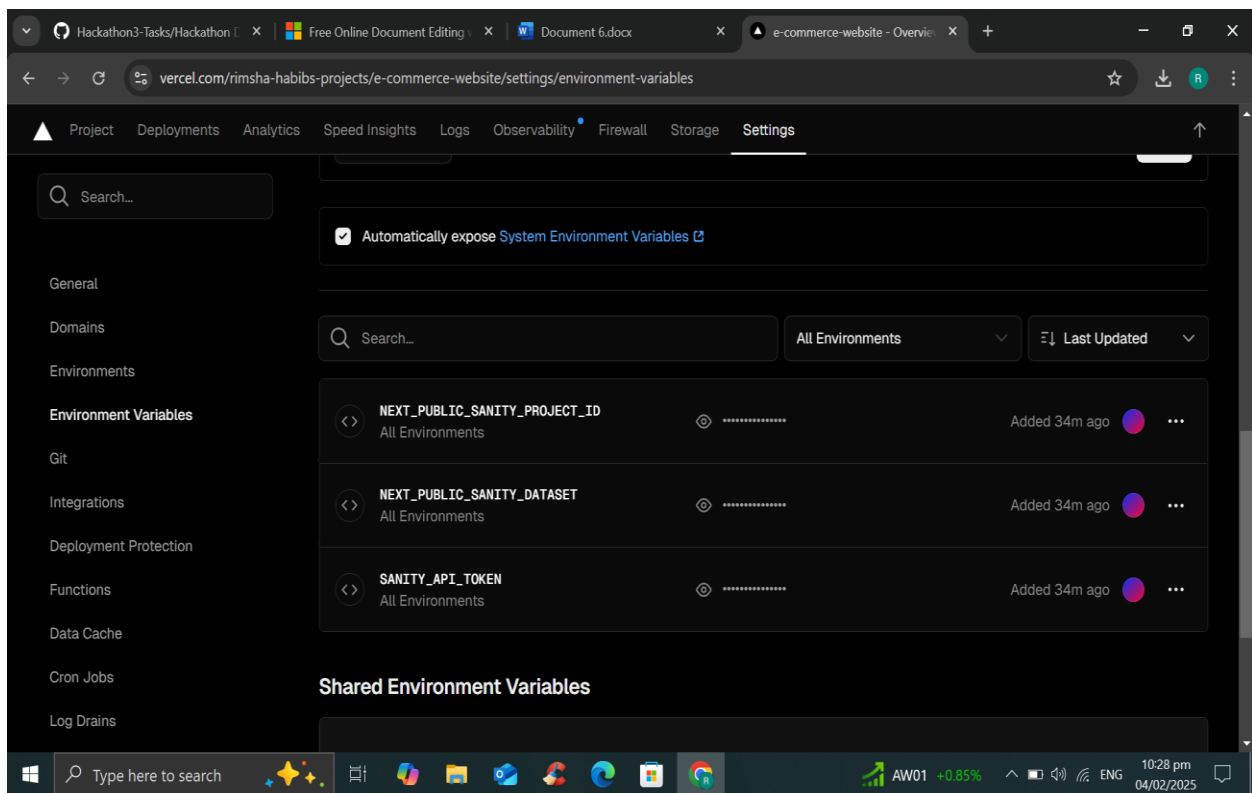 Hackathon3-Tasks/Hackathon D
Free Online Document Editing w
Document 6.docx
e-commerce-website - Overview
vercel.com/rimsha-habibs-projects/e-commerce-website/settings/environment-variables
R
Project Deployments Analytics Speed Insights Logs Observability Firewall Storage Settings
Search...
Automatically expose System Environment Variables
General
Domains
Environments
Environment Variables
Git
Integrations
Deployment Protection
Functions
Data Cache
Cron Jobs
Log Drains
Search...
All Environments
Last Updated
NEXT_PUBLIC_SANITY_PROJECT_ID
All Environments
•••••••••••••••
Added 34m ago
NEXT_PUBLIC_SANITY_DATASET
All Environments
•••••••••••••••
Added 34m ago
SANITY_API_TOKEN
All Environments
•••••••••••••••
Added 34m ago
Shared Environment Variables
Type here to search
AW01 +0.85%
ENG
10:28 pm
04/02/2025